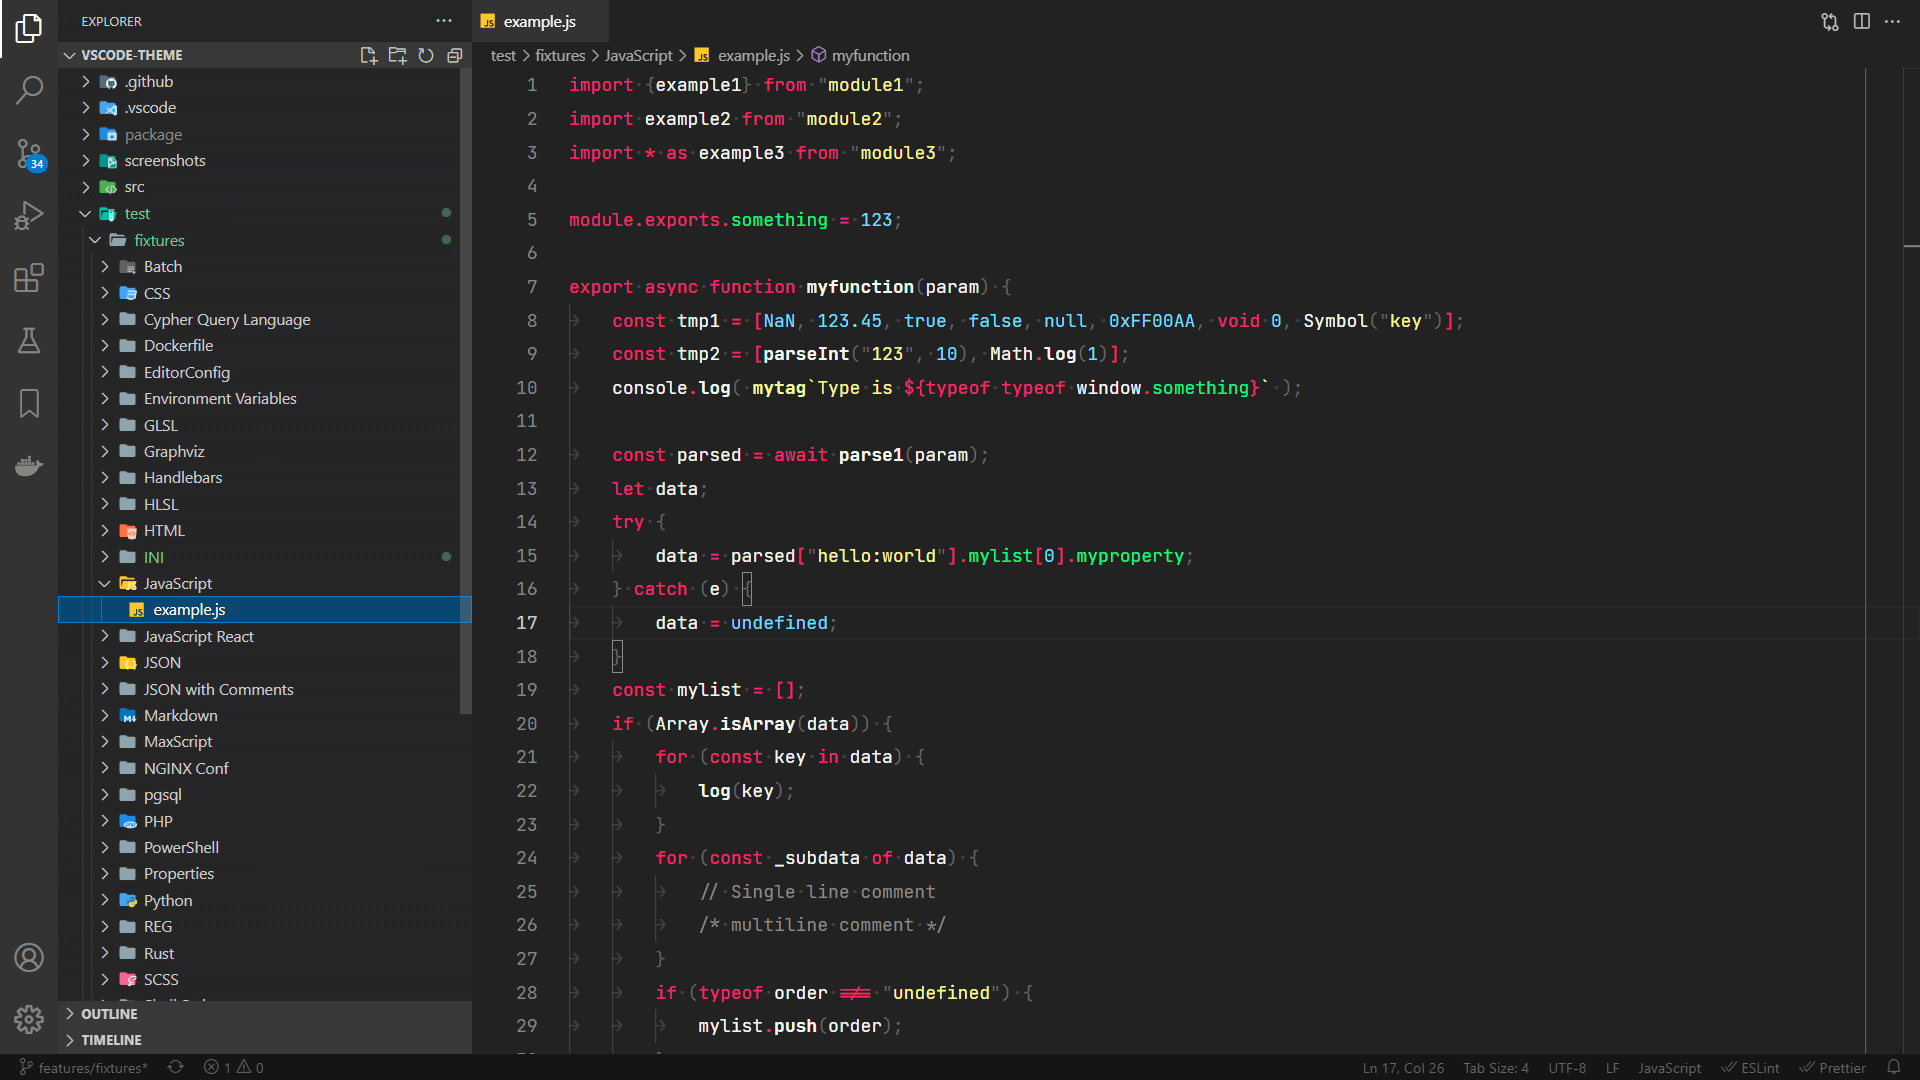 EXPLORER
VSCODE-THEME
.github
.vscode
package
screenshots
src
test
fixtures
Batch
CSS
Cypher Query Language
Dockerfile
EditorConfig
Environment Variables
GLSL
Graphviz
Handlebars
HLSL
HTML
INI
JavaScript
JS example.js
JavaScript React
JSON
JSON with Comments
Markdown
MaxScript
NGINX Conf
pgsql
PHP
PowerShell
Properties
Python
REG
Rust
SCSS
OUTLINE
TIMELINE
34
JS example.js
test > fixtures > JavaScript > JS example.js > myfunction
1 import {example1} from "module1";
2 import example2 from "module2";
3 import * as example3 from "module3";
4
5 module.exports.something = 123;
6
7 export async function myfunction(param) {
8 const tmp1 = [NaN, 123.45, true, false, null, 0xFF00AA, void 0, Symbol("key")];
9 const tmp2 = [parseInt("123", 10), Math.log(1)];
10 console.log( mytag`Type is ${typeof typeof window.something}` );
11
12 const parsed = await parse1(param);
13 let data;
14 try {
15 data = parsed["hello:world"].mylist[0].myproperty;
16 } catch (e) {
17 data = undefined;
18 }
19 const mylist = [];
20 if (Array.isArray(data)) {
21 for (const key in data) {
22 log(key);
23 }
24 for (const _subdata of data) {
25 // Single line comment
26 /* multiline comment */
27 }
28 if (typeof order !== "undefined") {
29 mylist.push(order);
features/fixtures* 1 0 Ln 17, Col 26 Tab Size: 4 UTF-8 LF JavaScript ESLint Prettier